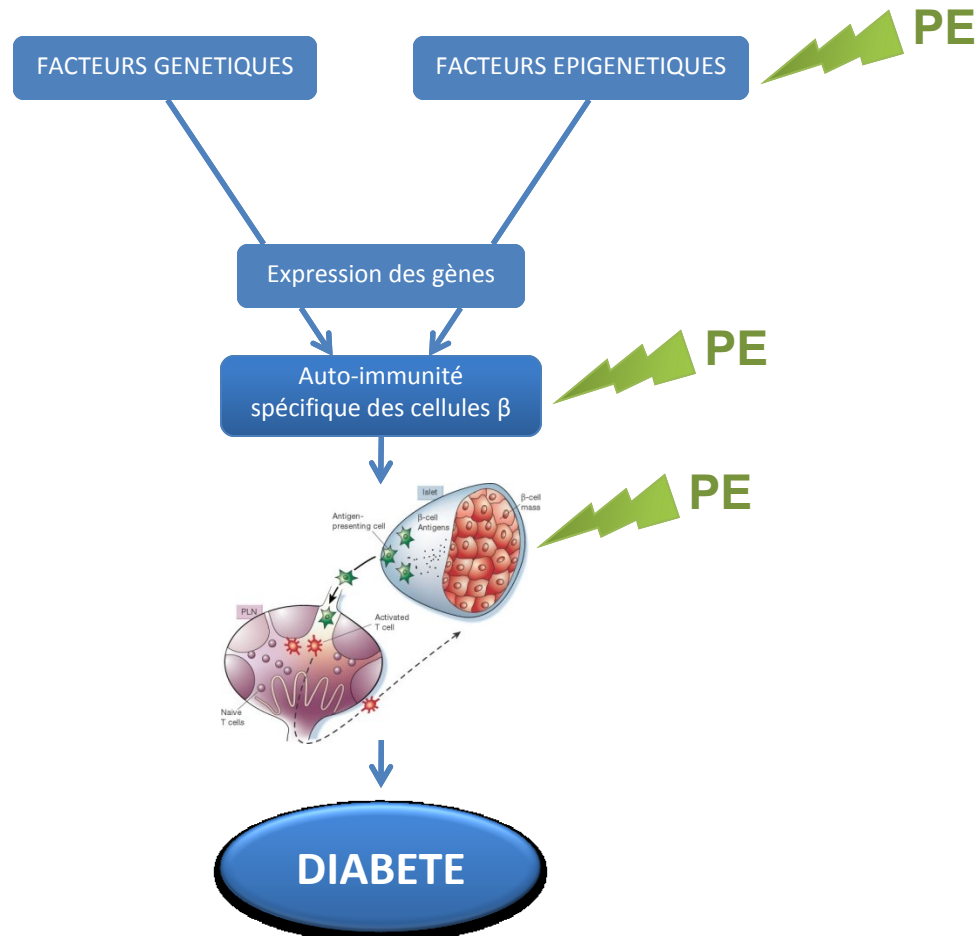 PE
FACTEURS GENETIQUES
FACTEURS EPIGENETIQUES
Expression des gènes
PE
Auto-immunité
spécifique des cellules β
PE
Islet
β-cell
mass
Antigen-
presenting cell
β-cell
Antigens
PLN
Activated
T cell
Naive
T cells
DIABETE